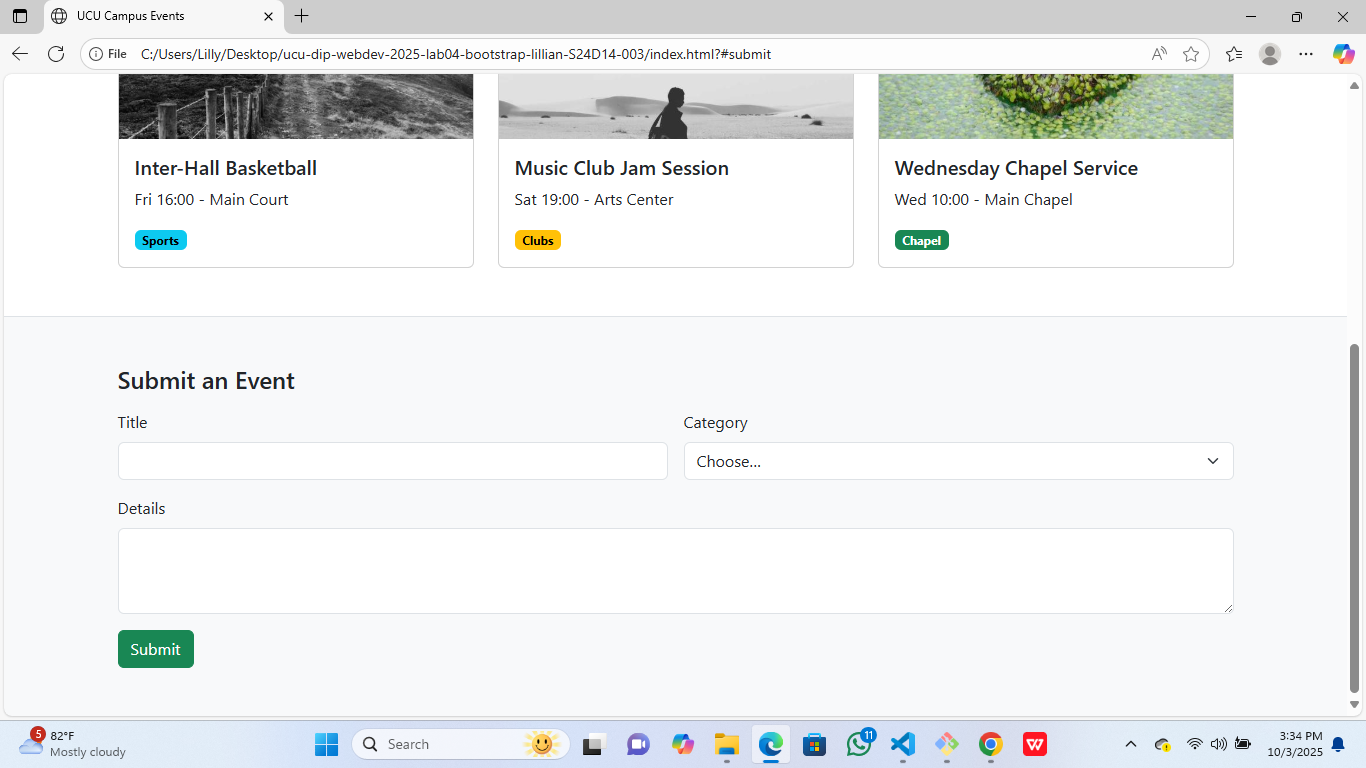 UCU Campus Events
File
C:/Users/Lilly/Desktop/ucu-dip-webdev-2025-lab04-bootstrap-lillian-S24D14-003/index.html?#submit
Inter-Hall Basketball
Fri 16:00 - Main Court
Sports
Music Club Jam Session
Sat 19:00 - Arts Center
Clubs
Wednesday Chapel Service
Wed 10:00 - Main Chapel
Chapel
Submit an Event
Title
Category
Choose...
Details
Submit
5
82°F
Mostly cloudy
Search
11
W
3:34 PM
10/3/2025